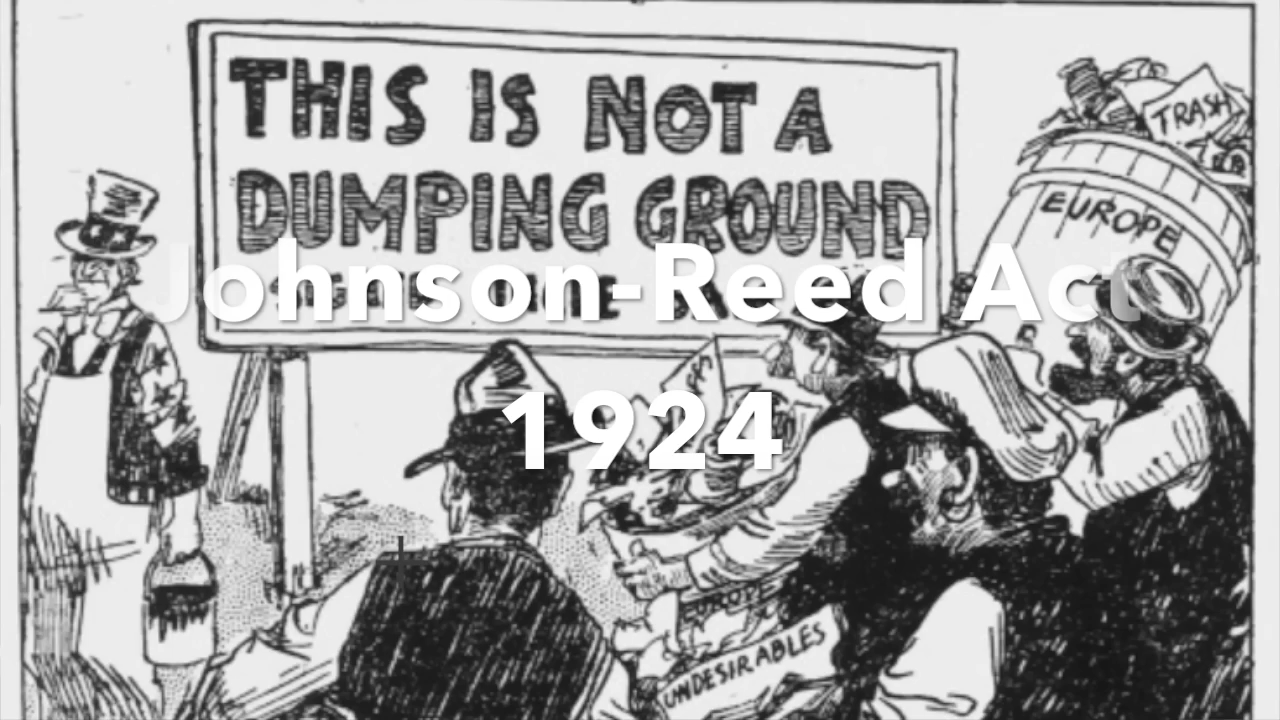 THIS IS NOT A
DUMPING GROUND
TRASH
EUROPE
Johnson-Reed Act
1924
EUROPE
UNDESIRABLES